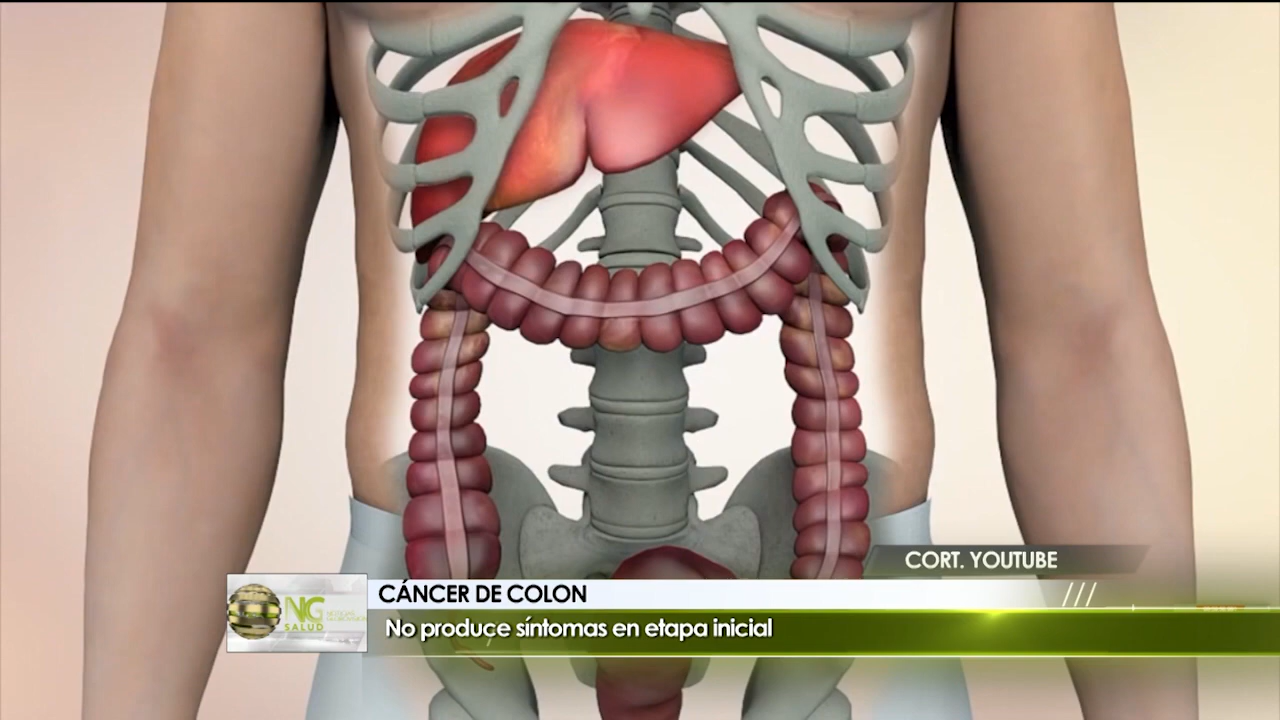 CORT. YOUTUBE
CÁNCER DE COLON
NG
SALUD
No produce síntomas en etapa inicial